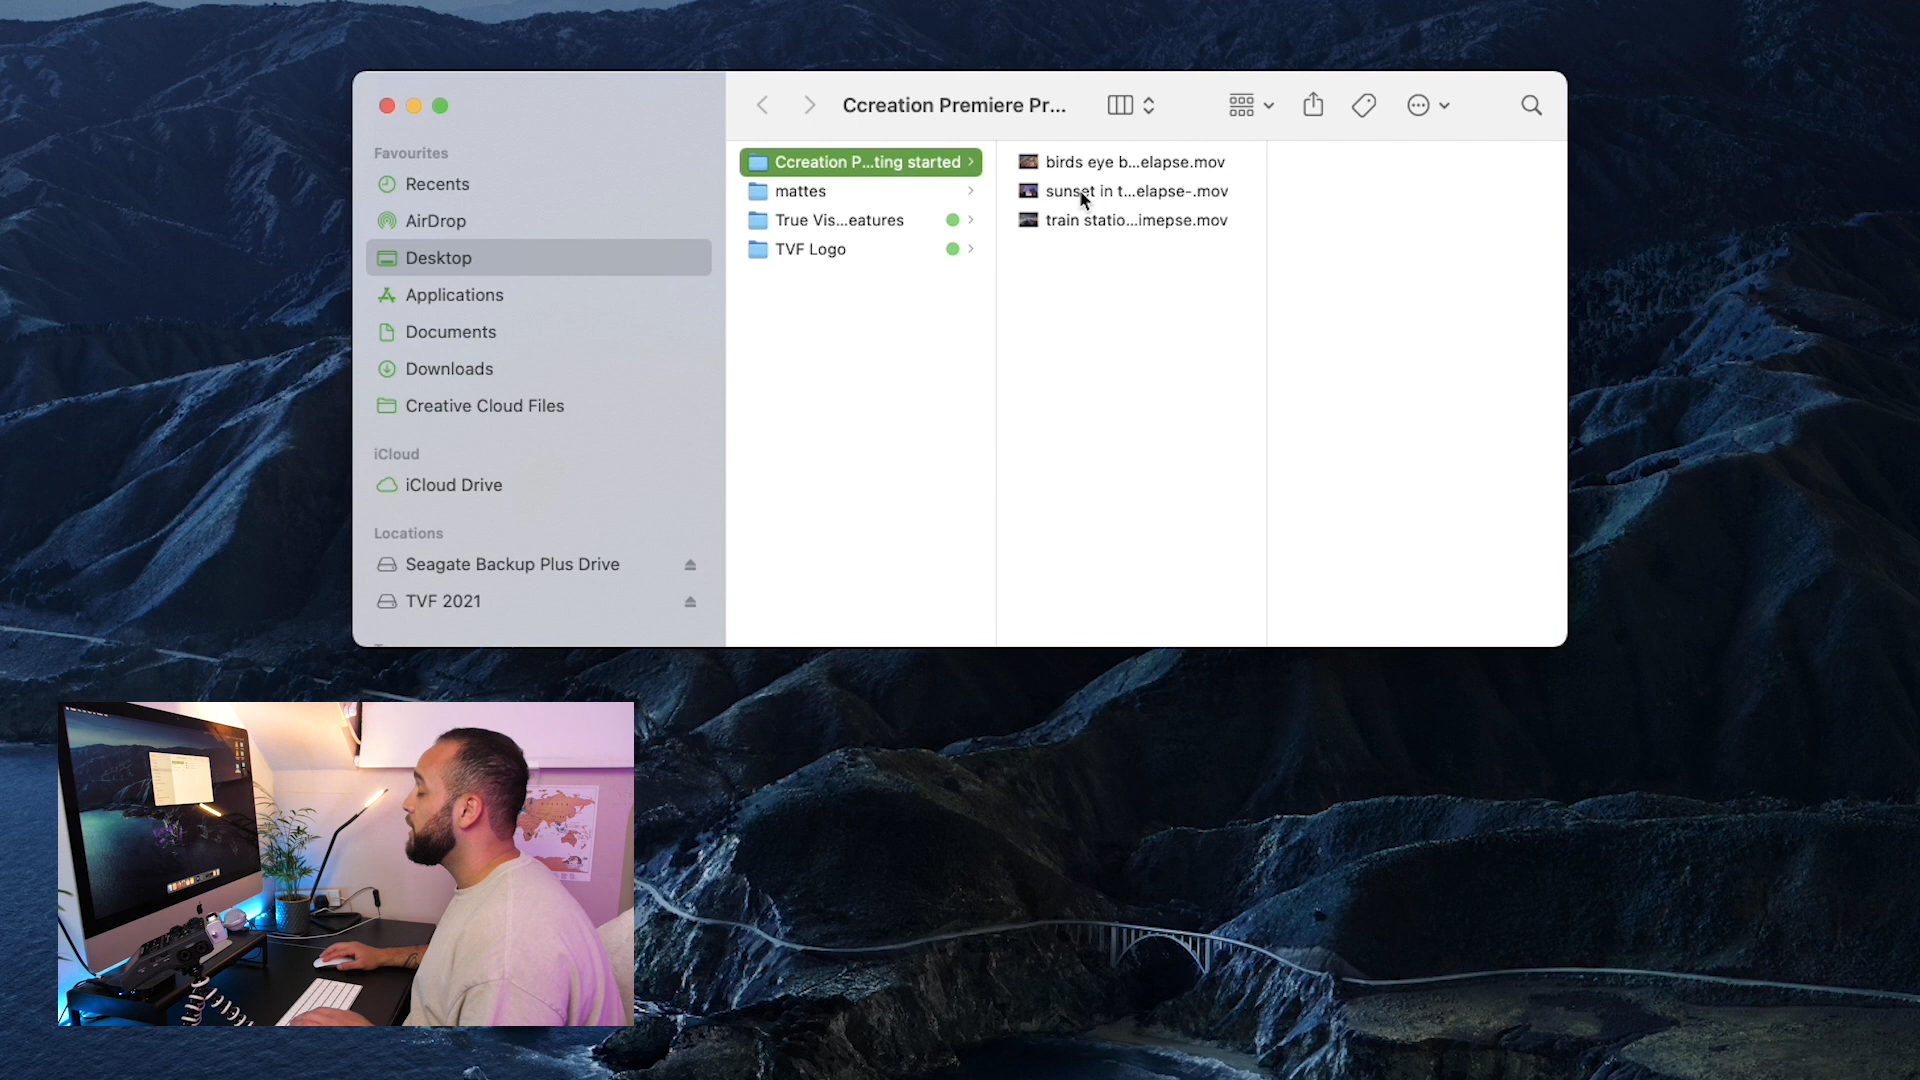 Ccreation Premiere Pr...
Favourites
Recents
AirDrop
Desktop
Applications
Documents
Downloads
Creative Cloud Files
iCloud
iCloud Drive
Locations
Seagate Backup Plus Drive
TVF 2021
Ccreation P...ting started
mattes
True Vis...eatures
TVF Logo
birds eye b...elapse.mov
sunset in t...elapse-.mov
train statio...imepse.mov